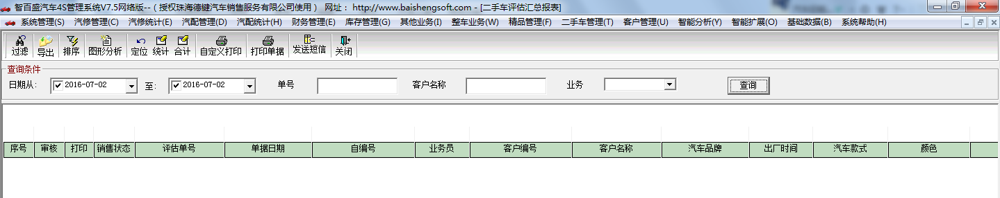 智百盛汽车4S管理系统V7.5网络版--（授权珠海德键汽车销售服务有限公司使用） 网址： http://www.baishengsoft.com - [二手车评估汇总报表]
系统管理(S) 汽修管理(C) 汽修统计(E) 汽配管理(D) 汽配统计(H) 财务管理(E) 库存管理(G) 其他业务(I) 整车业务(W) 精品管理(F) 二手车管理(T) 客户管理(U) 智能分析(Y) 智能扩展(O) 基础数据(B) 系统帮助(H)
过滤 导出 排序 图形分析 定位 统计 合计 自定义打印 打印单据 发送短信 关闭
查询条件
日期从: 2016-07-02 至: 2016-07-02 单号 客户名称 业务 查询
序号 审核 打印 销售状态 评估单号 单据日期 自编号 业务员 客户编号 客户名称 汽车品牌 出厂时间 汽车款式 颜色